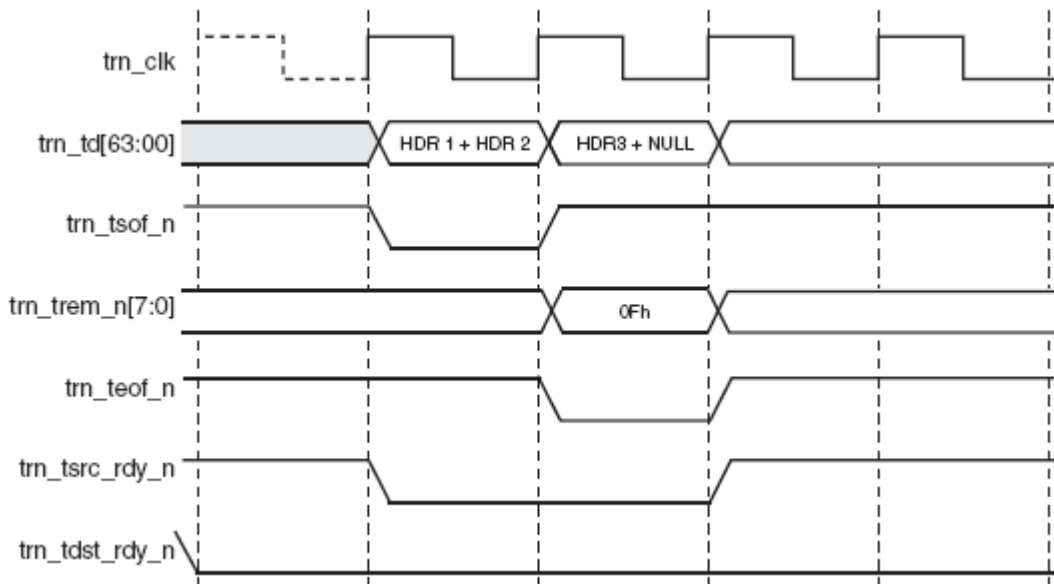 trn_clk
trn_td[63:00]
HDR 1 + HDR 2
HDR3 + NULL
trn_tsof_n
trn_trem_n[7:0]
0Fh
trn_teof_n
trn_tsrc_rdy_n
trn_tdst_rdy_n